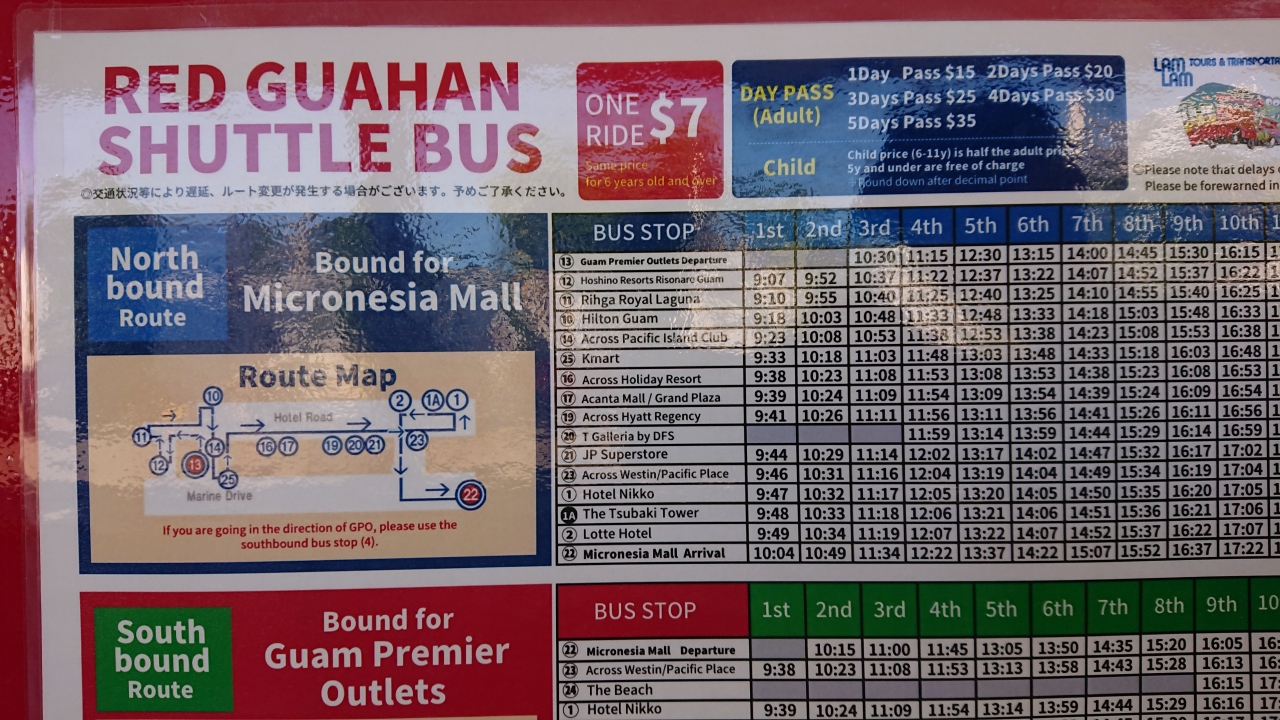 RED GUAHAN
SHUTTLE BUS
◎交通状況等により遅延、ルート変更が発生する場合がございます。予めご了承ください。
ONE RIDE $7
Same price
for 6 years old and over
DAY PASS (Adult)
1Day Pass $15 2Days Pass $20
3Days Pass $25 4Days Pass $30
5Days Pass $35
Child
Child price (6-11y) is half the adult
5y and under are free of charge
Round down after decimal point
LAM LAM TOURS &
Please note that delays
Please be forewarned in
North bound Route
Bound for
Micronesia Mall
Route Map
10 2 1A 1
Hotel Road
11 14 16 17 19 20 21 23
12 13 25
Marine Drive 22
If you are going in the direction of GPO, please use the
southbound bus stop (4).
BUS STOP 1st 2nd 3rd 4th 5th 6th 7th 8th 9th 10th
13 Guam Premier Outlets Departure 10:30 11:15 12:30 13:15 14:00 14:45 15:30 16:15
12 Hoshino Resorts Risonare Guam 9:07 9:52 10:37 11:22 12:37 13:22 14:07 14:52 15:37 16:22
11 Rihga Royal Laguna 9:10 9:55 10:40 11:25 12:40 13:25 14:10 14:55 15:40 16:25
10 Hilton Guam 9:18 10:03 10:48 11:33 12:48 13:33 14:18 15:03 15:48 16:33
14 Across Pacific Island Club 9:23 10:08 10:53 11:38 12:53 13:38 14:23 15:08 15:53 16:38
25 Kmart 9:33 10:18 11:03 11:48 13:03 13:48 14:33 15:18 16:03 16:48
16 Across Holiday Resort 9:38 10:23 11:08 11:53 13:08 13:53 14:38 15:23 16:08 16:53
17 Acanta Mall / Grand Plaza 9:39 10:24 11:09 11:54 13:09 13:54 14:39 15:24 16:09 16:54
19 Across Hyatt Regency 9:41 10:26 11:11 11:56 13:11 13:56 14:41 15:26 16:11 16:56
20 T Galleria by DFS 11:59 13:14 13:59 14:44 15:29 16:14 16:59
21 JP Superstore 9:44 10:29 11:14 12:02 13:17 14:02 14:47 15:32 16:17 17:02
23 Across Westin/Pacific Place 9:46 10:31 11:16 12:04 13:19 14:04 14:49 15:34 16:19 17:04
1 Hotel Nikko 9:47 10:32 11:17 12:05 13:20 14:05 14:50 15:35 16:20 17:05
1A The Tsubaki Tower 9:48 10:33 11:18 12:06 13:21 14:06 14:51 15:36 16:21 17:06
2 Lotte Hotel 9:49 10:34 11:19 12:07 13:22 14:07 14:52 15:37 16:22 17:07
22 Micronesia Mall Arrival 10:04 10:49 11:34 12:22 13:37 14:22 15:07 15:52 16:37 17:22
South bound Route
Bound for
Guam Premier
Outlets
BUS STOP 1st 2nd 3rd 4th 5th 6th 7th 8th 9th 10
22 Micronesia Mall Departure 10:15 11:00 11:45 13:05 13:50 14:35 15:20 16:05
23 Across Westin/Pacific Place 9:38 10:23 11:08 11:53 13:13 13:58 14:43 15:28 16:13
24 The Beach 16:15
1 Hotel Nikko 9:39 10:24 11:09 11:54 13:14 13:59 14:44 15:29 16:16